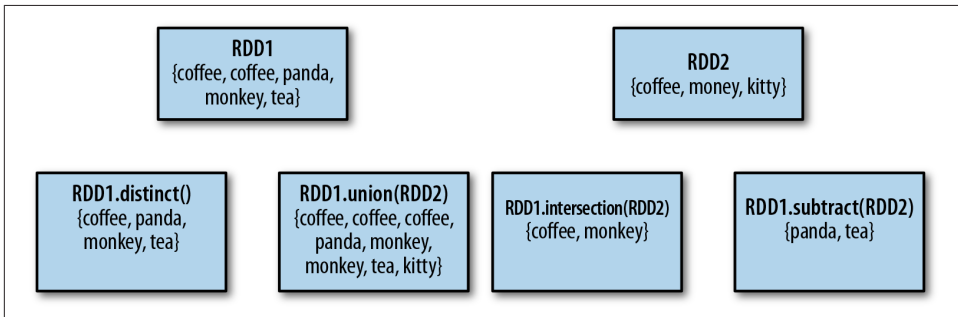 RDD1
{coffee, coffee, panda,
monkey, tea}
RDD2
{coffee, money, kitty}
RDD1.distinct()
{coffee, panda,
monkey, tea}
RDD1.union(RDD2)
{coffee, coffee, coffee,
panda, monkey,
monkey, tea, kitty}
RDD1.intersection(RDD2)
{coffee, monkey}
RDD1.subtract(RDD2)
{panda, tea}